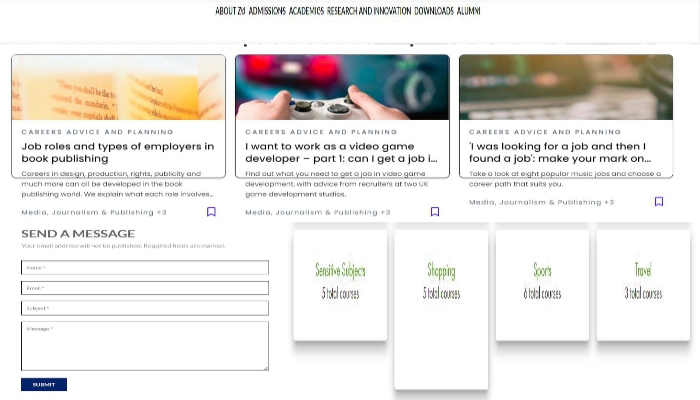 ABOUT ZU ADMISSIONS ACADEMICS RESEARCH AND INNOVATION DOWNLOADS ALUMNI
CAREERS ADVICE AND PLANNING
Job roles and types of employers in
book publishing
Careers in design, production, rights, publicity and
much more can all be developed in the book
publishing world. We explain what each role involves..
Media, Journalism & Publishing +3
CAREERS ADVICE AND PLANNING
I want to work as a video game
developer – part 1: can I get a job i...
Find out what you need to get a job in video game
development, with advice from recruiters at two UK
game development studios.
Media, Journalism & Publishing +3
CAREERS ADVICE AND PLANNING
'I was looking for a job and then I
found a job': make your mark on...
Take a look at eight popular music jobs and choose a
career path that suits you.
Media, Journalism & Publishing +3
SEND A MESSAGE
Your email address will not be published. Required fields are marked.
Name *
Email *
Subject *
Message *
SUBMIT
Sensitive Subjects
5 total courses
Shopping
5 total courses
Sports
6 total courses
Travel
3 total courses